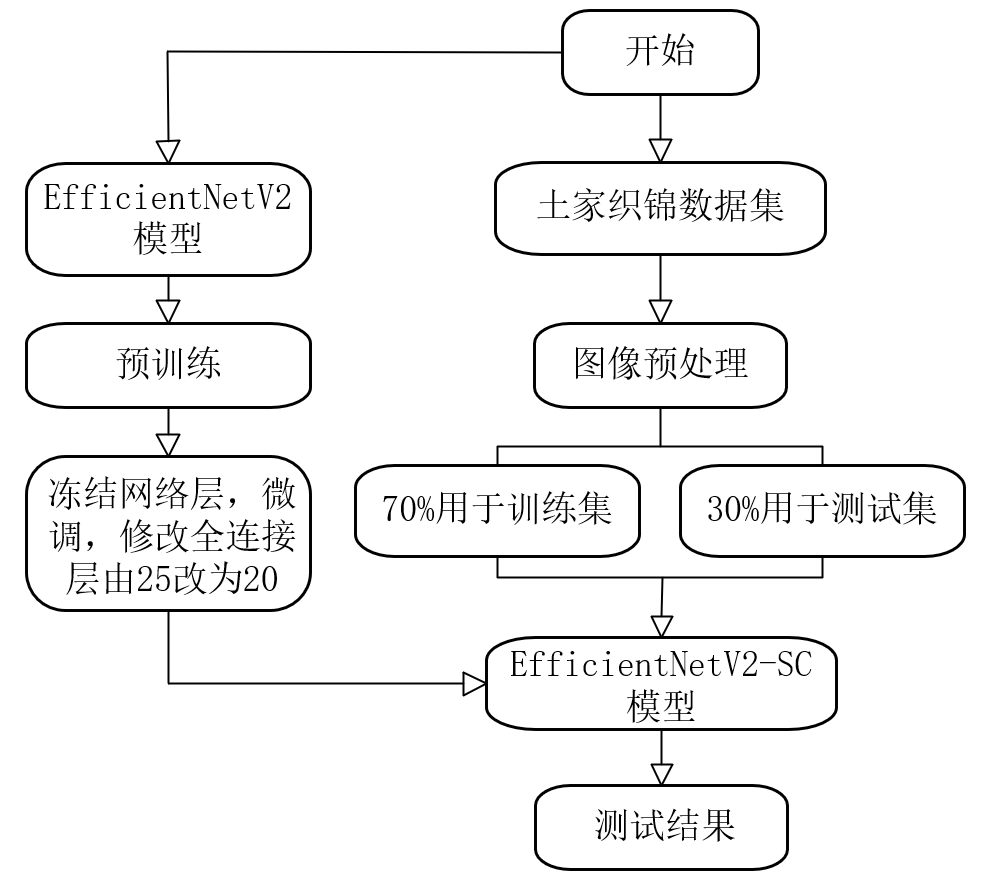 开始
EfficientNetV2
模型
土家织锦数据集
预训练
图像预处理
冻结网络层，微
调，修改全连接
层由25改为20
70%用于训练集
30%用于测试集
EfficientNetV2-SC
模型
测试结果